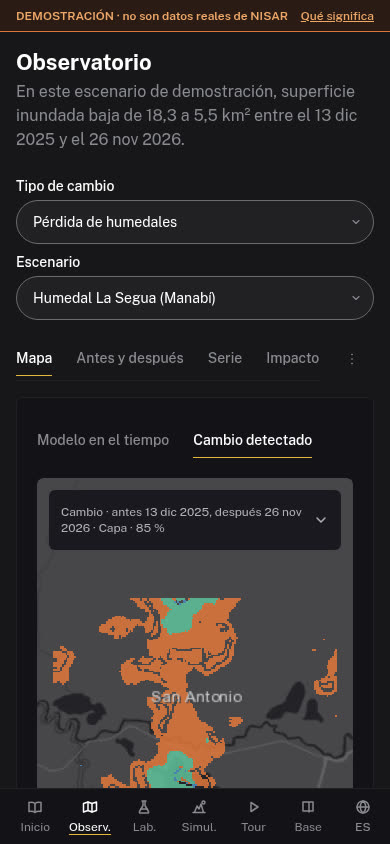 DEMOSTRACIÓN · no son datos reales de NISAR Qué significa
Observatorio
En este escenario de demostración, superficie
inundada baja de 18,3 a 5,5 km² entre el 13 dic
2025 y el 26 nov 2026.
Tipo de cambio
Pérdida de humedales
Escenario
Humedal La Segua (Manabí)
Mapa Antes y después Serie Impacto
Modelo en el tiempo Cambio detectado
Cambio · antes 13 dic 2025, después 26 nov
2026 · Capa · 85 %
San Antonio
Inicio Observ. Lab. Simul. Tour Base ES